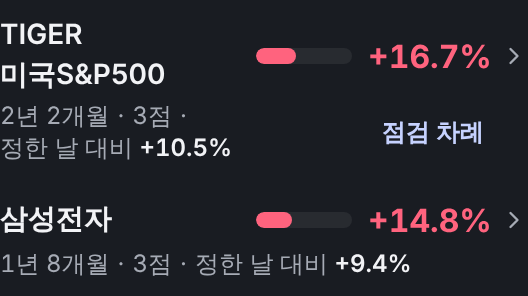 TIGER
미국S&P500
+16.7%
2년 2개월 · 3점 ·
정한 날 대비 +10.5%
점검 차례
삼성전자
+14.8%
1년 8개월 · 3점 · 정한 날 대비 +9.4%